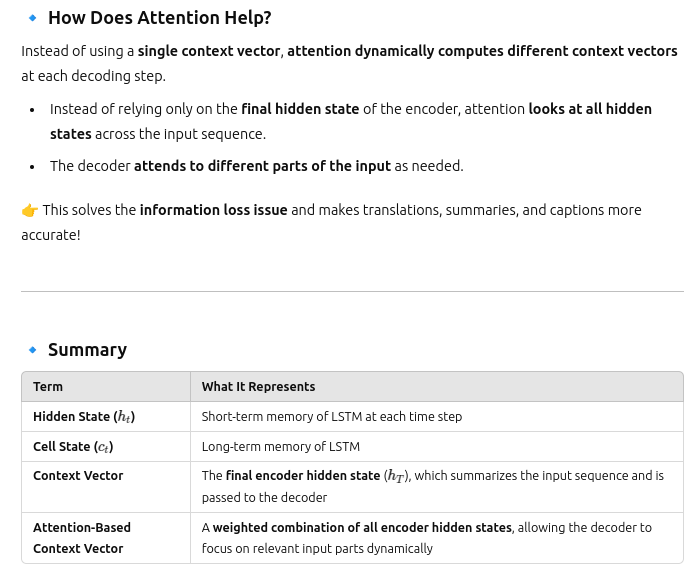 🔹 How Does Attention Help?
Instead of using a single context vector, attention dynamically computes different context vectors
at each decoding step.
• Instead of relying only on the final hidden state of the encoder, attention looks at all hidden
states across the input sequence.
• The decoder attends to different parts of the input as needed.
👉 This solves the information loss issue and makes translations, summaries, and captions more
accurate!
🔹 Summary
Term What It Represents
Hidden State (h_t) Short-term memory of LSTM at each time step
Cell State (c_t) Long-term memory of LSTM
Context Vector The final encoder hidden state (h_T), which summarizes the input sequence and is
passed to the decoder
Attention-Based A weighted combination of all encoder hidden states, allowing the decoder to
Context Vector focus on relevant input parts dynamically